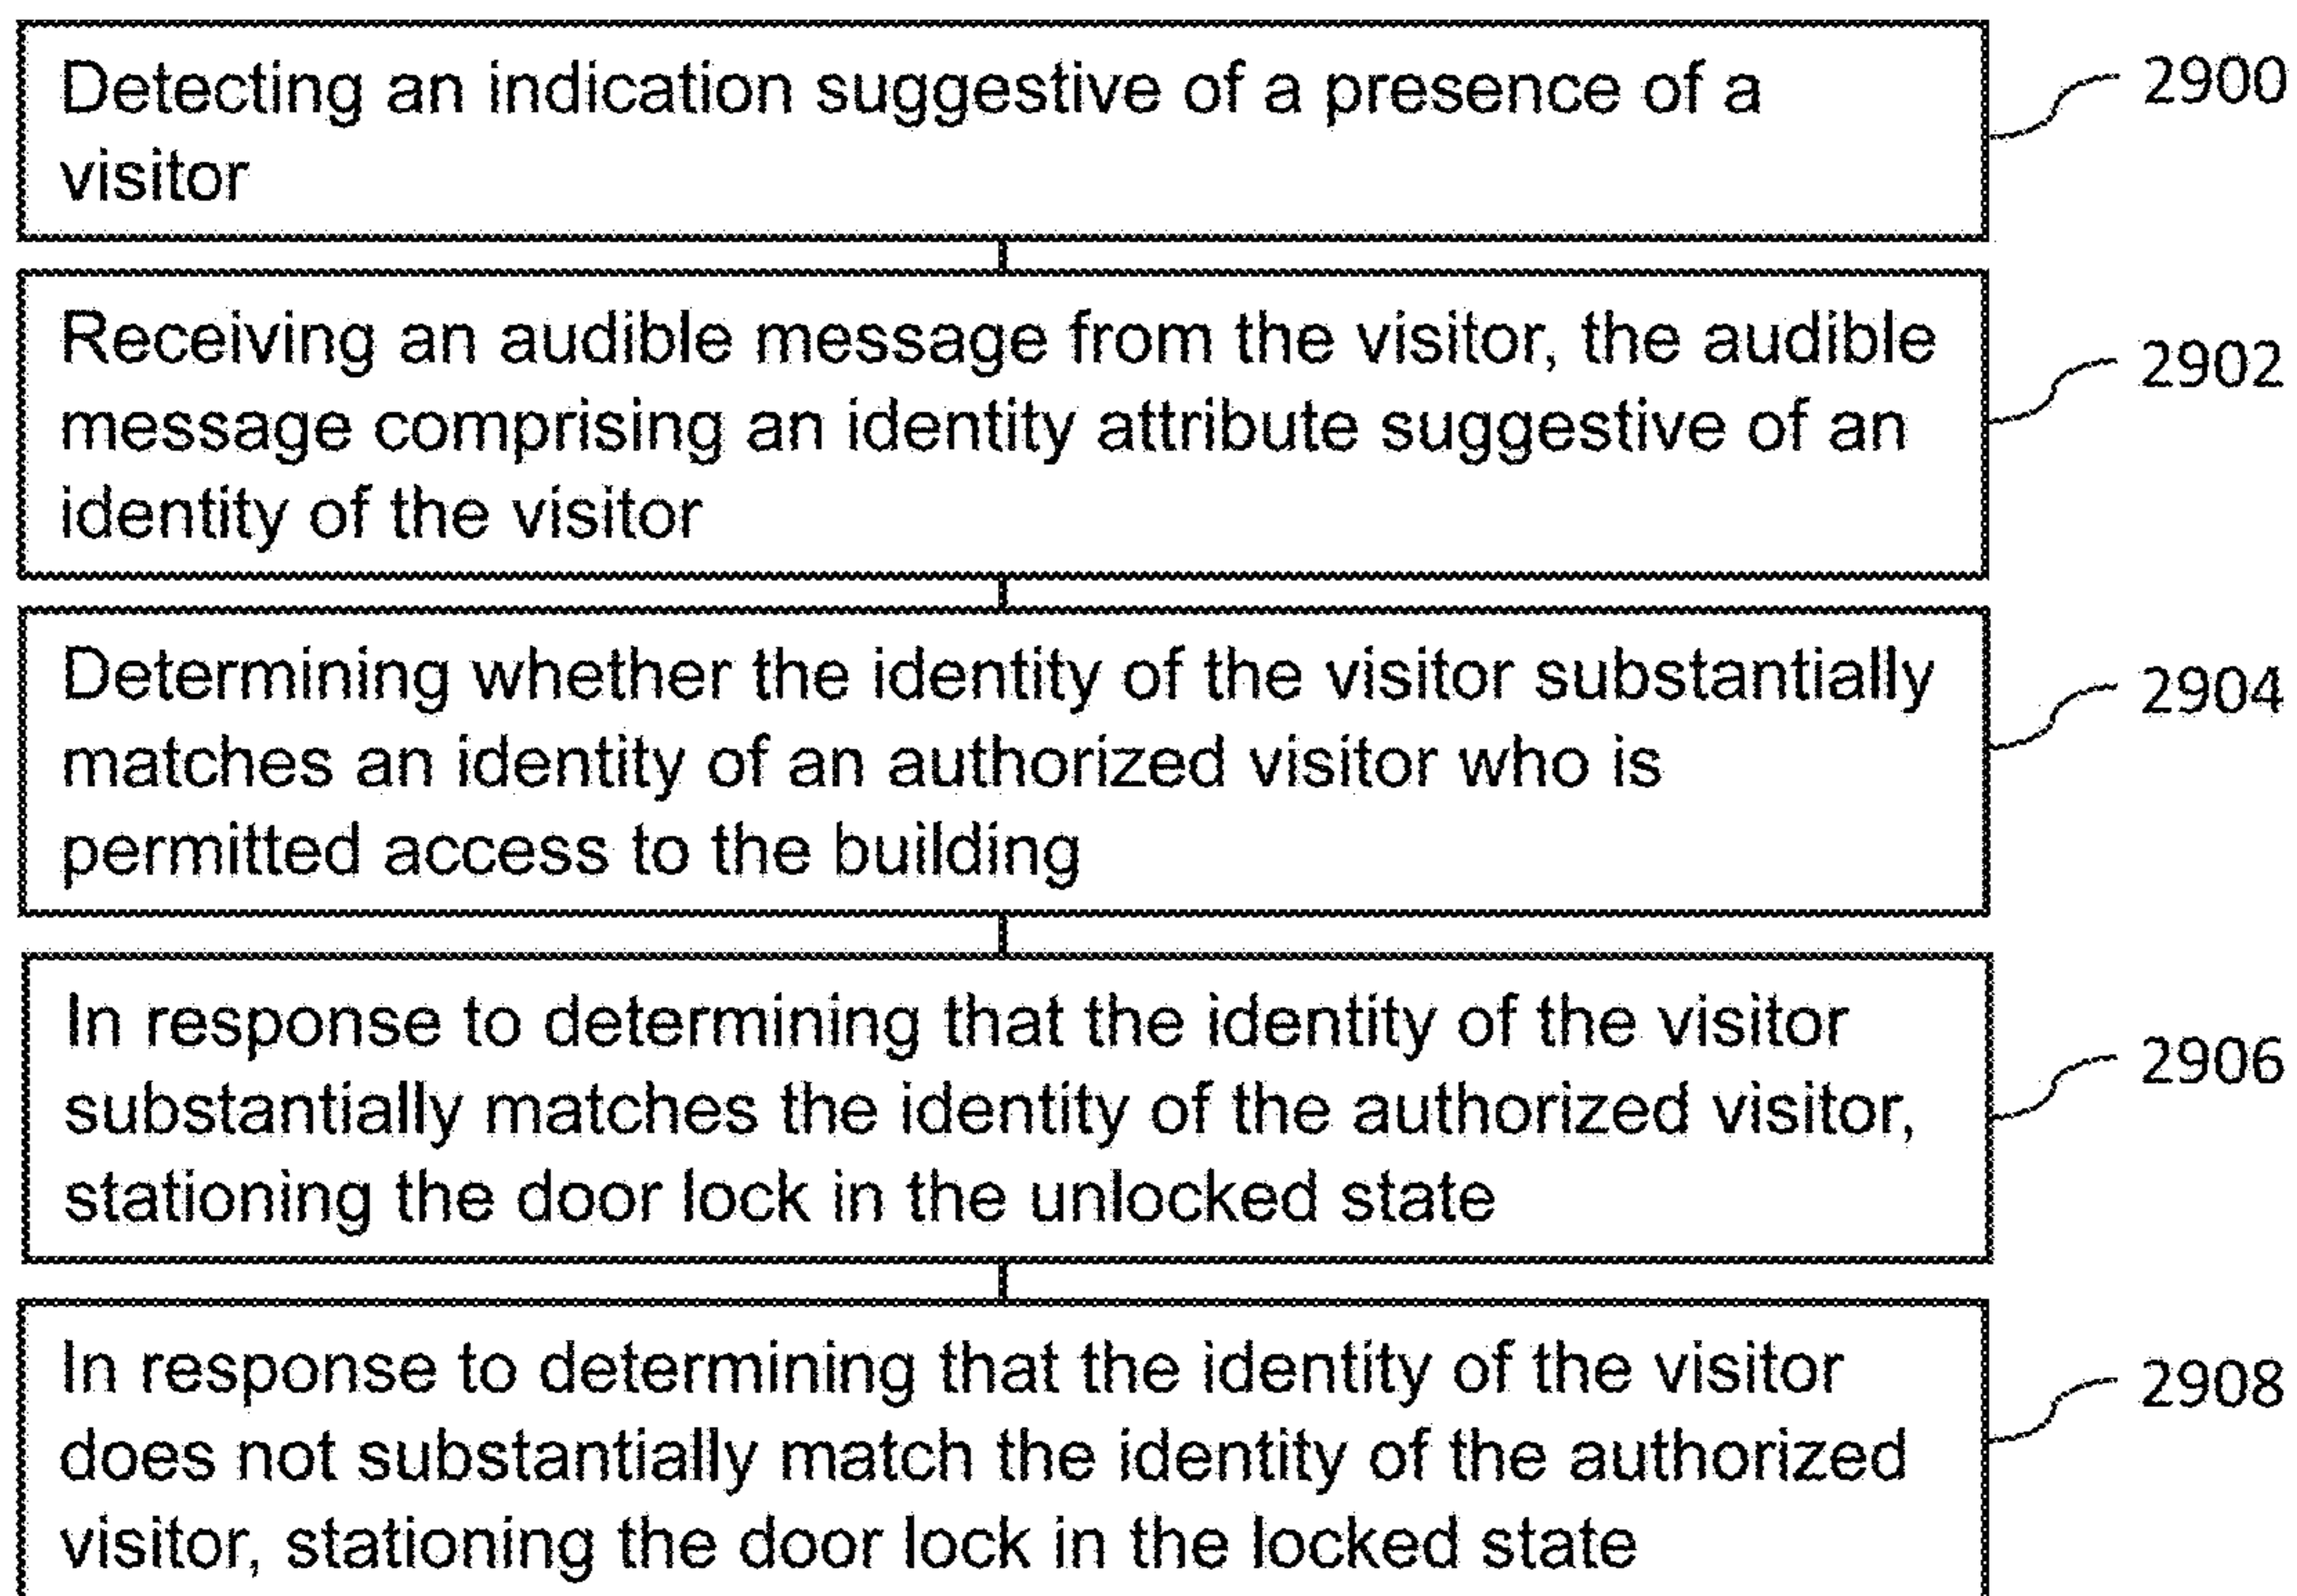 Detecting an indication suggestive of a presence of a
visitor
2900
Receiving an audible message from the visitor, the audible
message comprising an identity attribute suggestive of an
identity of the visitor
2902
Determining whether the identity of the visitor substantially
matches an identity of an authorized visitor who is
permitted access to the building
2904
In response to determining that the identity of the visitor
substantially matches the identity of the authorized visitor,
stationing the door lock in the unlocked state
2906
In response to determining that the identity of the visitor
does not substantially match the identity of the authorized
visitor, stationing the door lock in the locked state
2908